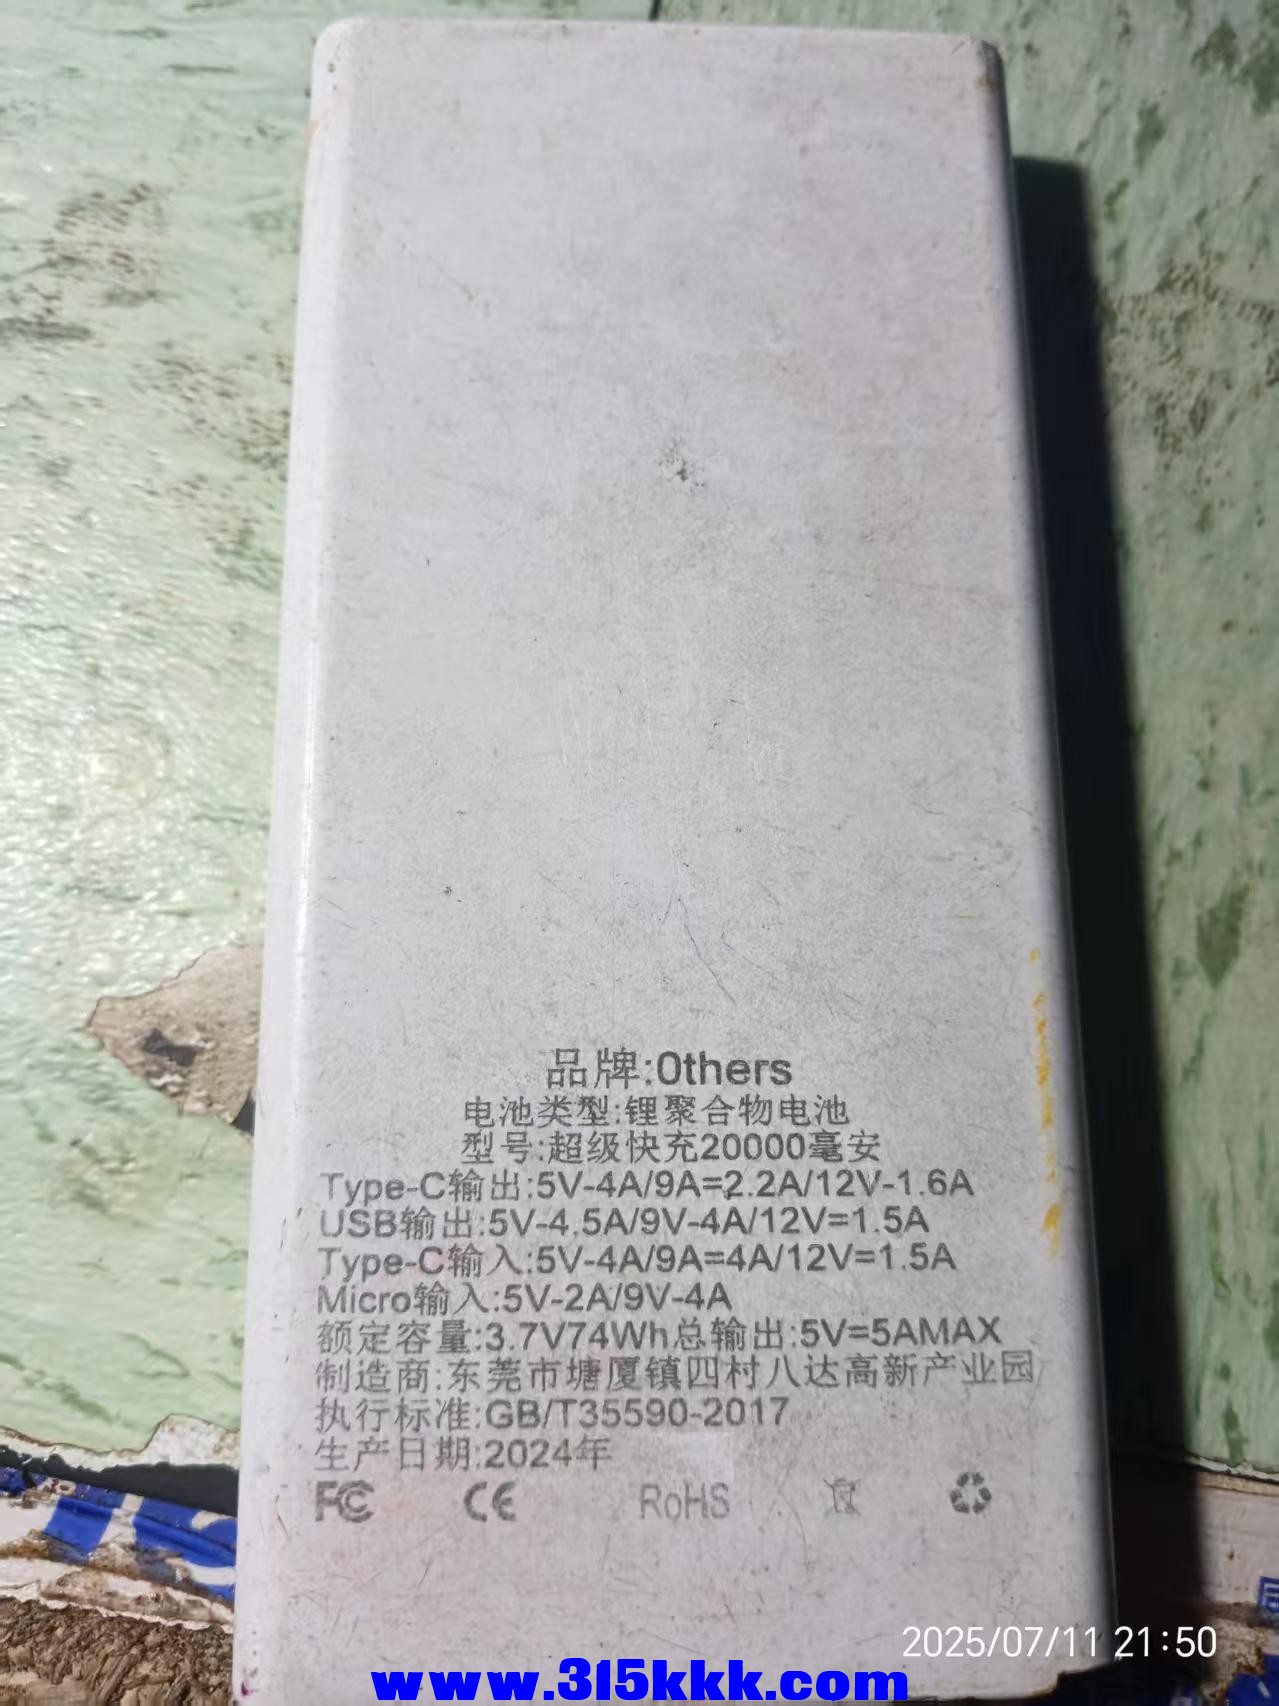 品牌:0thers
电池类型:锂聚合物电池
型号:超级快充20000毫安
Type-C输出:5V-4A/9A=2.2A/12V-1.6A
USB输出:5V-4.5A/9V-4A/12V=1.5A
Type-C输入:5V-4A/9A=4A/12V=1.5A
Micro输入:5V-2A/9V-4A
额定容量:3.7V74Wh总输出:5V=5AMAX
制造商:东莞市塘厦镇四村八达高新产业园
执行标准:GB/T35590-2017
生产日期:2024年
FC CE RoHS
2025/07/11 21:50
www.315kkk.com